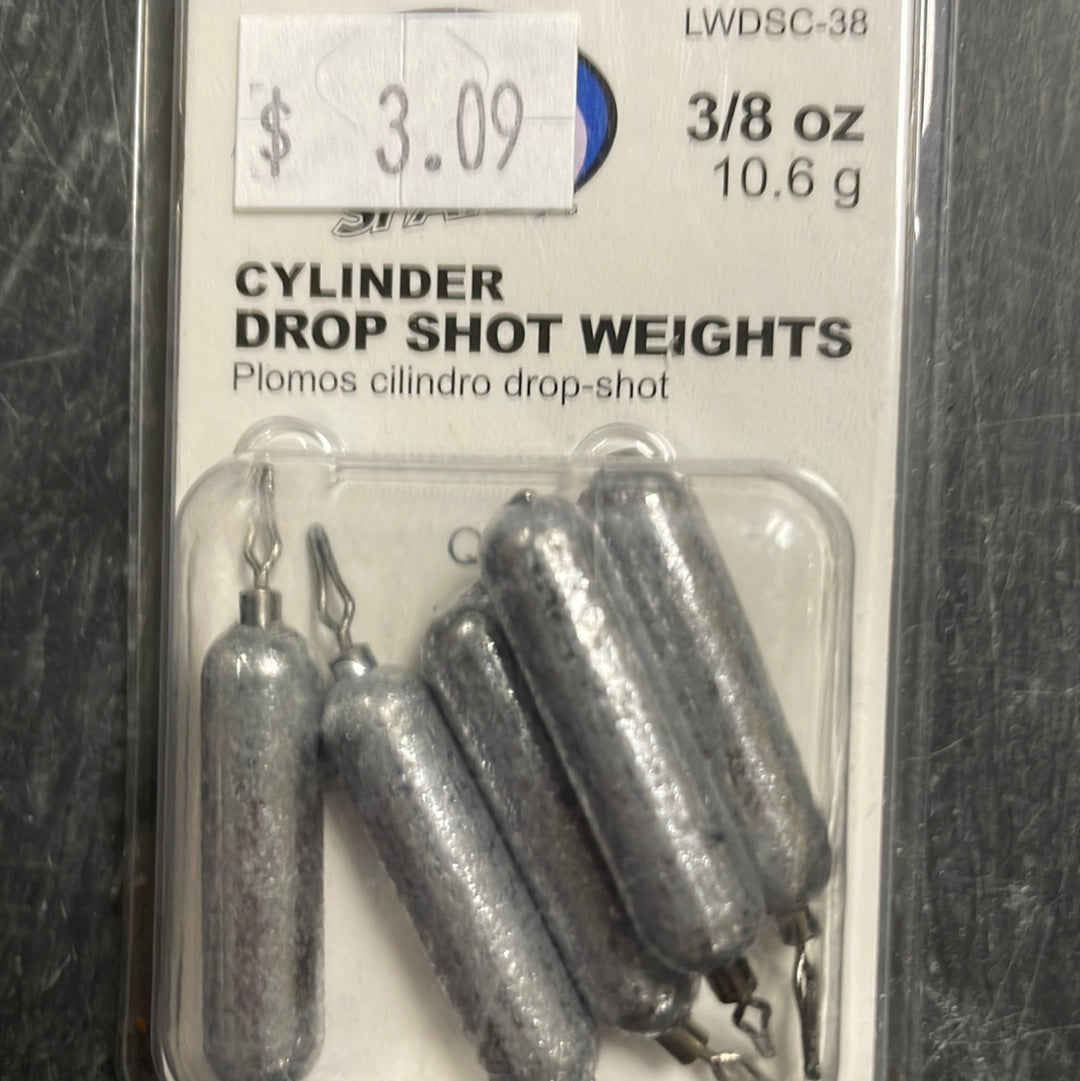 LWDSC-38
$ 3.09
3/8 oz
10.6 g
CYLINDER
DROP SHOT WEIGHTS
Plomos cilindro drop-shot